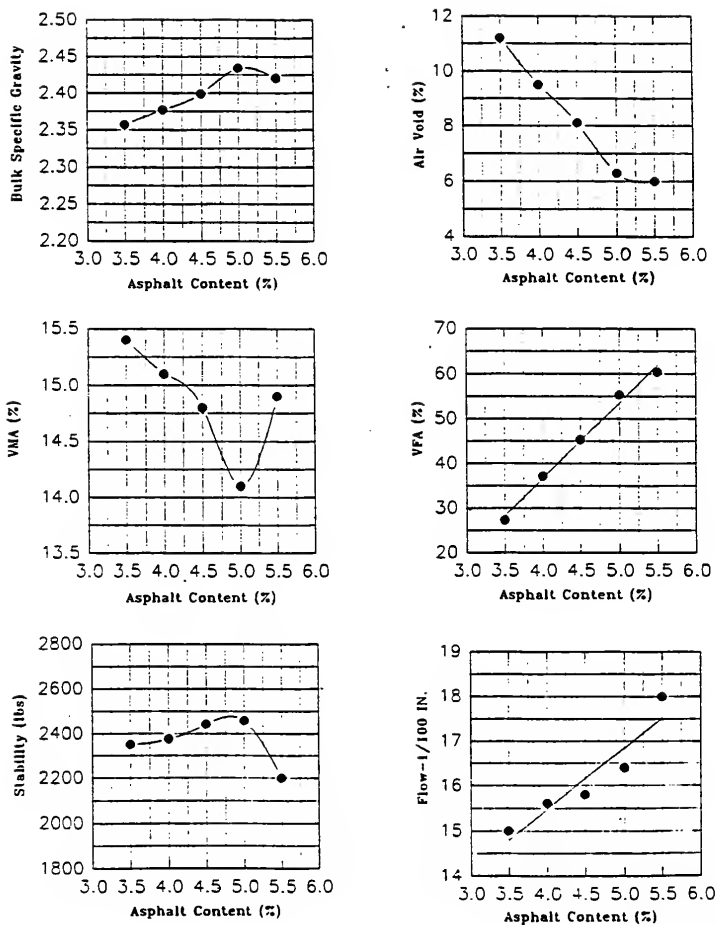 Bulk Specific Gravity
2.50
2.45
2.40
2.35
2.30
2.25
2.20
3.0 3.5 4.0 4.5 5.0 5.5 6.0
Asphalt Content (%)
Air Void (%)
12
10
8
6
4
3.0 3.5 4.0 4.5 5.0 5.5 6.0
Asphalt Content (%)
VMA (%)
15.5
15.0
14.5
14.0
13.5
3.0 3.5 4.0 4.5 5.0 5.5 6.0
Asphalt Content (%)
VFA (%)
70
60
50
40
30
20
3.0 3.5 4.0 4.5 5.0 5.5 6.0
Asphalt Content (%)
Stability (lbs)
2800
2600
2400
2200
2000
1800
3.0 3.5 4.0 4.5 5.0 5.5 6.0
Asphalt Content (%)
Flow-1/100 IN.
19
18
17
16
15
14
3.0 3.5 4.0 4.5 5.0 5.5 6.0
Asphalt Content (%)